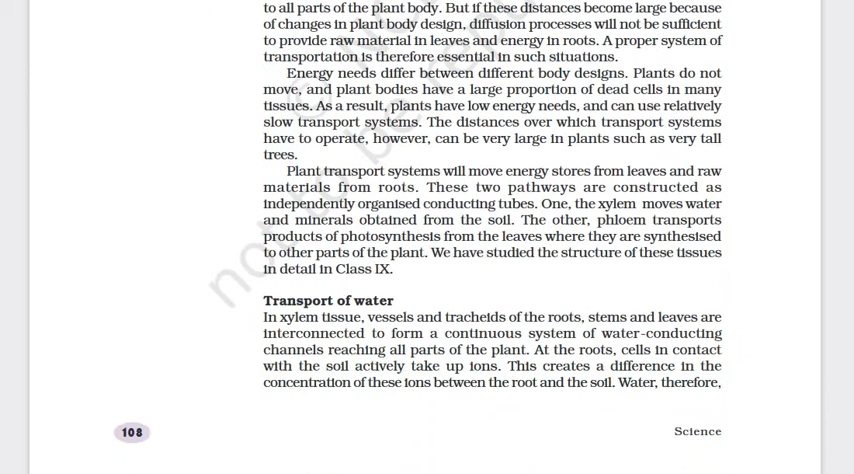 to all parts of the plant body. But if these distances become large because
of changes in plant body design, diffusion processes will not be sufficient
to provide raw material in leaves and energy in roots. A proper system of
transportation is therefore essential in such situations.
Energy needs differ between different body designs. Plants do not
move, and plant bodies have a large proportion of dead cells in many
tissues. As a result, plants have low energy needs, and can use relatively
slow transport systems. The distances over which transport systems
have to operate, however, can be very large in plants such as very tall
trees.
Plant transport systems will move energy stores from leaves and raw
materials from roots. These two pathways are constructed as
independently organised conducting tubes. One, the xylem moves water
and minerals obtained from the soil. The other, phloem transports
products of photosynthesis from the leaves where they are synthesised
to other parts of the plant. We have studied the structure of these tissues
in detail in Class IX.
Transport of water
In xylem tissue, vessels and tracheids of the roots, stems and leaves are
interconnected to form a continuous system of water-conducting
channels reaching all parts of the plant. At the roots, cells in contact
with the soil actively take up ions. This creates a difference in the
concentration of these ions between the root and the soil. Water, therefore,
108
Science
not to be repu
© NC